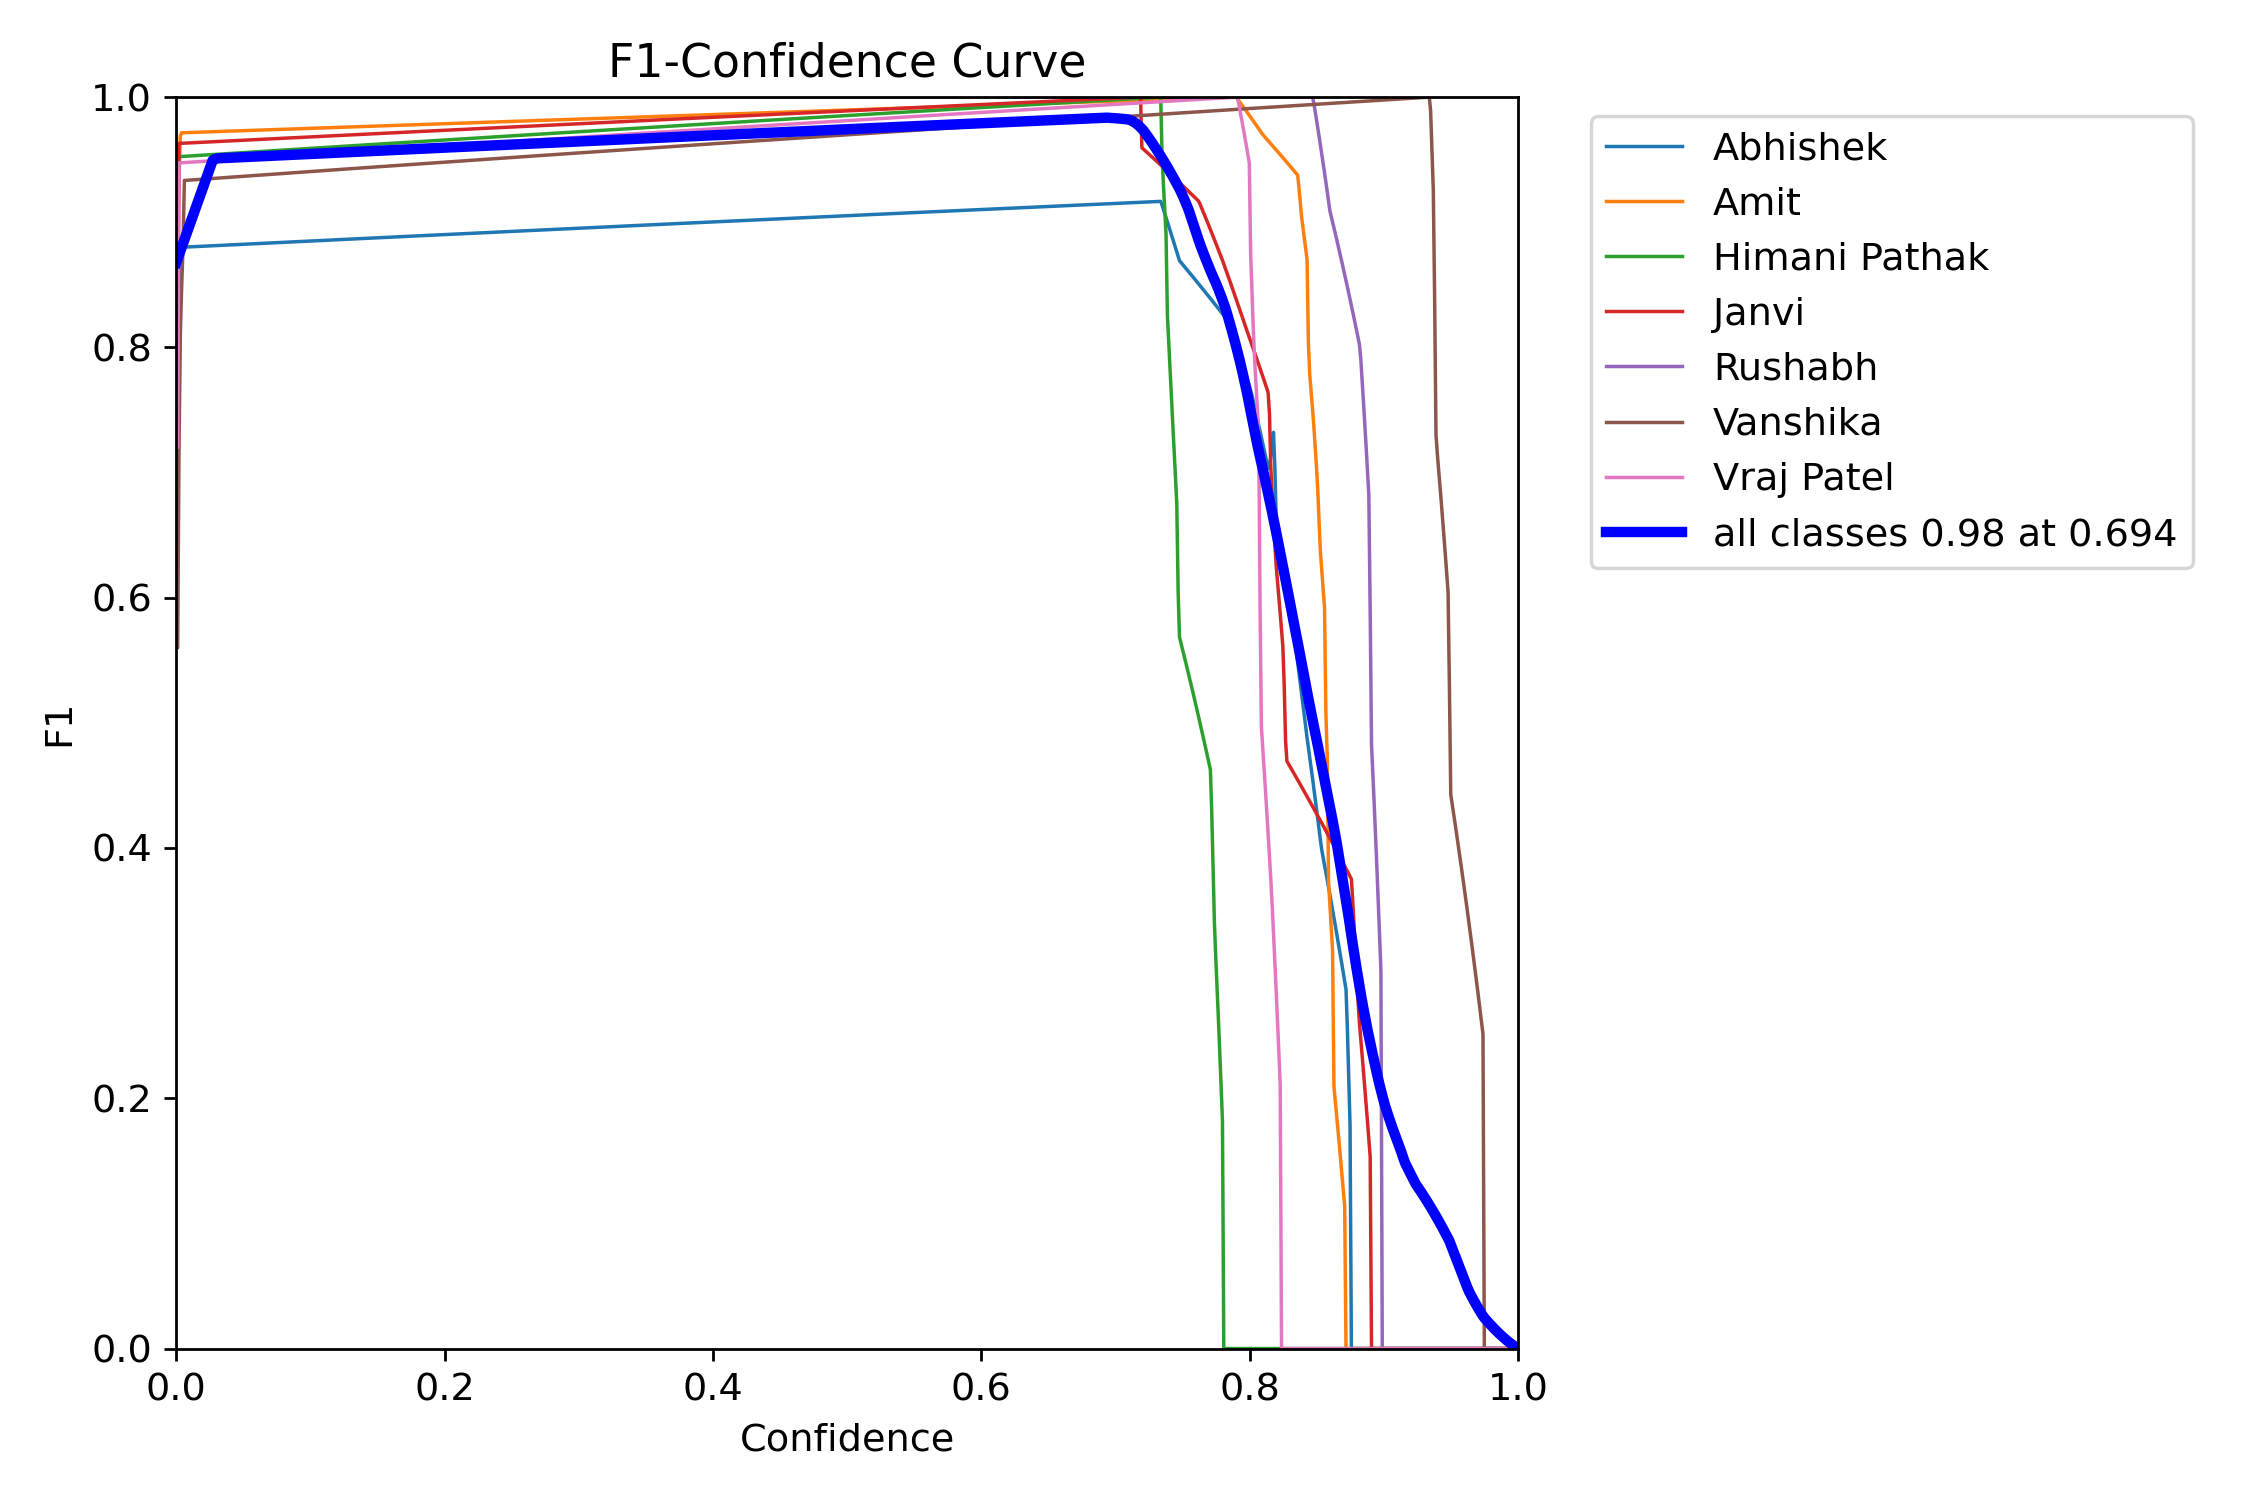 F1-Confidence Curve
1.0
0.8
0.6
0.4
0.2
0.0
F1
0.0 0.2 0.4 0.6 0.8 1.0
Confidence
Abhishek
Amit
Himani Pathak
Janvi
Rushabh
Vanshika
Vraj Patel
all classes 0.98 at 0.694